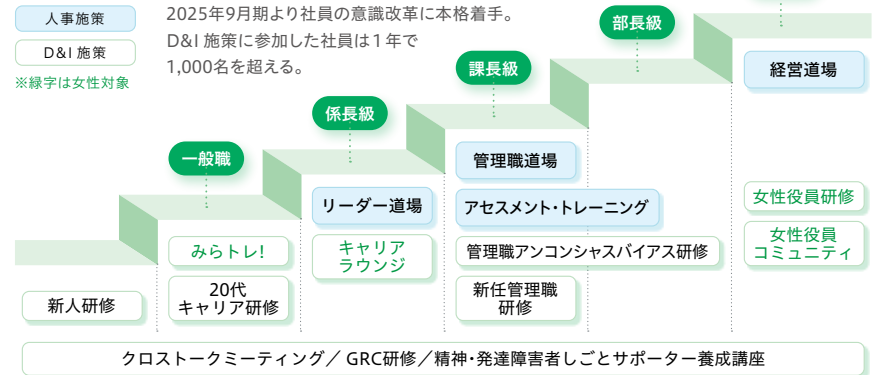 人事施策
D&I 施策
※緑字は女性対象
2025年9月期より社員の意識改革に本格着手。
D&I 施策に参加した社員は1年で
1,000名を超える。
一般職
係長級
課長級
部長級
新人研修
みらトレ!
20代
キャリア研修
リーダー道場
キャリア
ラウンジ
管理職道場
アセスメント・トレーニング
管理職アンコンシャスバイアス研修
新任管理職
研修
経営道場
女性役員研修
女性役員
コミュニティ
クロストークミーティング／ GRC研修／精神・発達障害者しごとサポーター養成講座